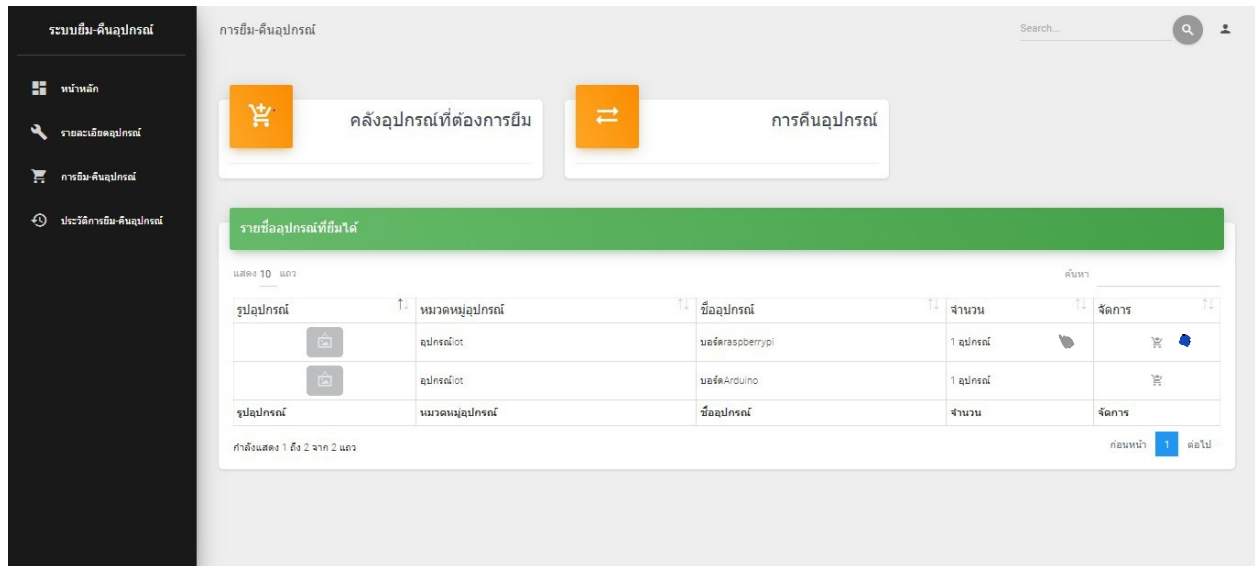 ระบบยืม-คืนอุปกรณ์
การยืม-คืนอุปกรณ์
Search...
หน้าหลัก
รายละเอียดอุปกรณ์
การยืม-คืนอุปกรณ์
ประวัติการยืม-คืนอุปกรณ์
คลังอุปกรณ์ที่ต้องการยืม
การคืนอุปกรณ์
รายชื่ออุปกรณ์ที่ยืมได้
แสดง 10 แถว
ค้นหา
รูปอุปกรณ์ หมวดหมู่อุปกรณ์ ชื่ออุปกรณ์ จำนวน จัดการ
อุปกรณ์iot บอร์ดraspberrypi 1 อุปกรณ์
อุปกรณ์iot บอร์ดArduino 1 อุปกรณ์
รูปอุปกรณ์ หมวดหมู่อุปกรณ์ ชื่ออุปกรณ์ จำนวน จัดการ
กำลังแสดง 1 ถึง 2 จาก 2 แถว
ก่อนหน้า 1 ต่อไป